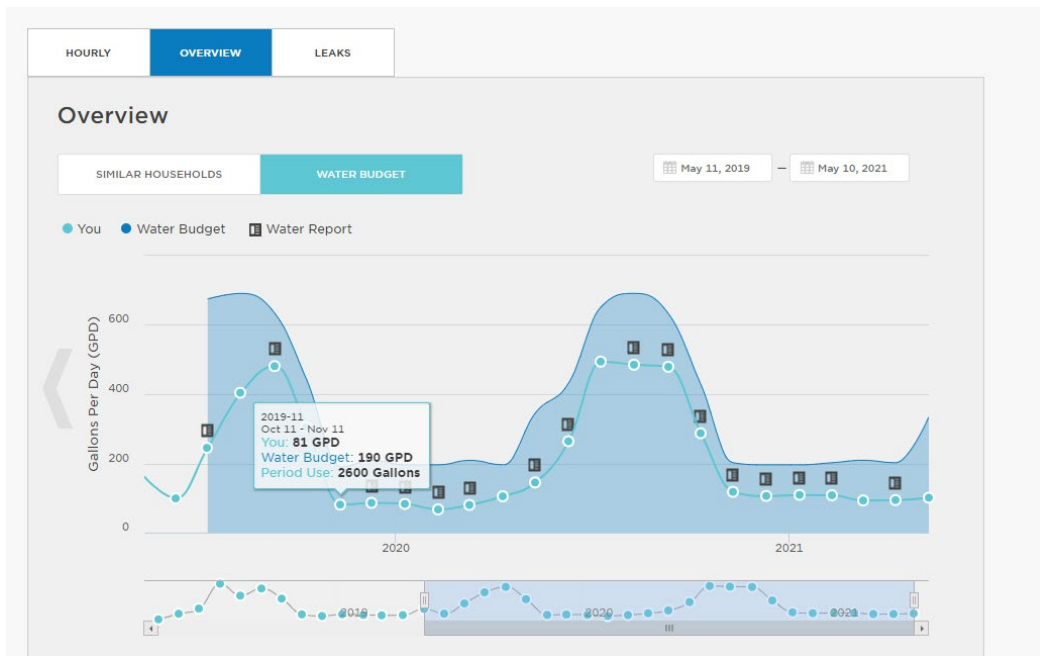 HOURLY
OVERVIEW
LEAKS
Overview
SIMILAR HOUSEHOLDS
WATER BUDGET
May 11, 2019 – May 10, 2021
You
Water Budget
Water Report
Gallons Per Day (GPD)
600
400
200
0
2019-11
Oct 11 - Nov 11
You: 81 GPD
Water Budget: 190 GPD
Period Use: 2600 Gallons
2020
2021
2019
2020
2021